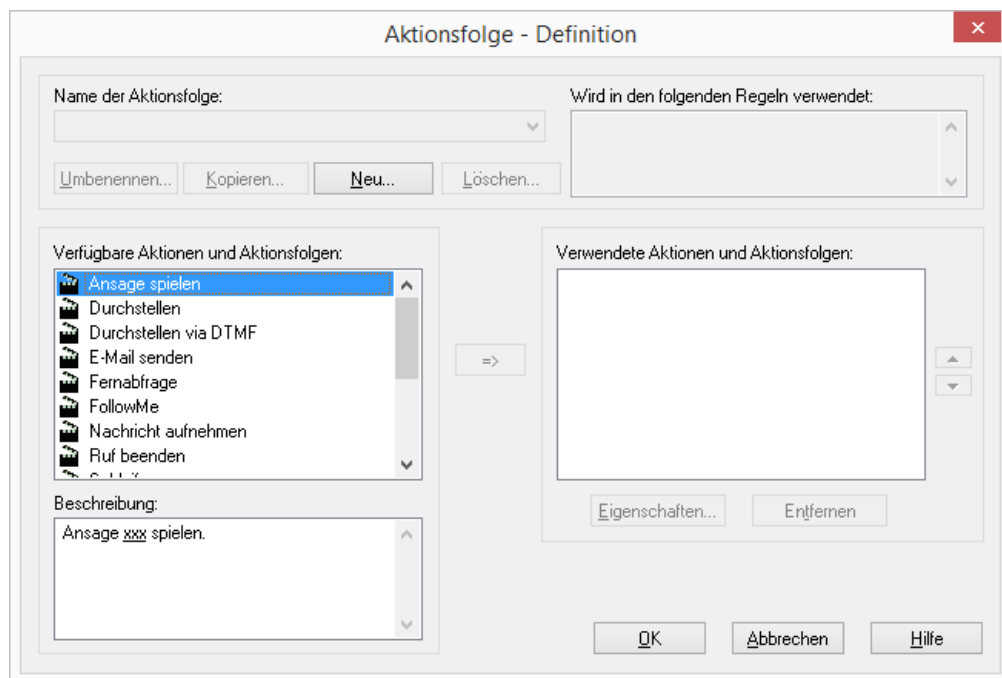 Aktionsfolge - Definition
Name der Aktionsfolge:
Wird in den folgenden Regeln verwendet:
Umbenennen...
Kopieren...
Neu...
Löschen...
Verfügbare Aktionen und Aktionsfolgen:
Ansage spielen
Durchstellen
Durchstellen via DTMF
E-Mail senden
Fernabfrage
FollowMe
Nachricht aufnehmen
Ruf beenden
=>
Verwendete Aktionen und Aktionsfolgen:
Eigenschaften...
Entfernen
Beschreibung:
Ansage xxx spielen.
OK
Abbrechen
Hilfe